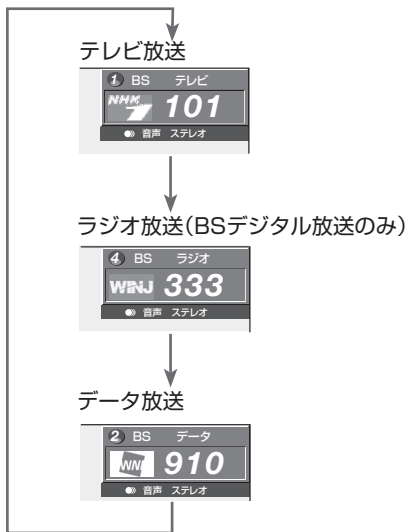 テレビ放送
1 BS テレビ
NHK 101
音声 ステレオ
ラジオ放送(BSデジタル放送のみ)
4 BS ラジオ
WINJ 333
音声 ステレオ
データ放送
2 BS データ
WNI 910
音声 ステレオ